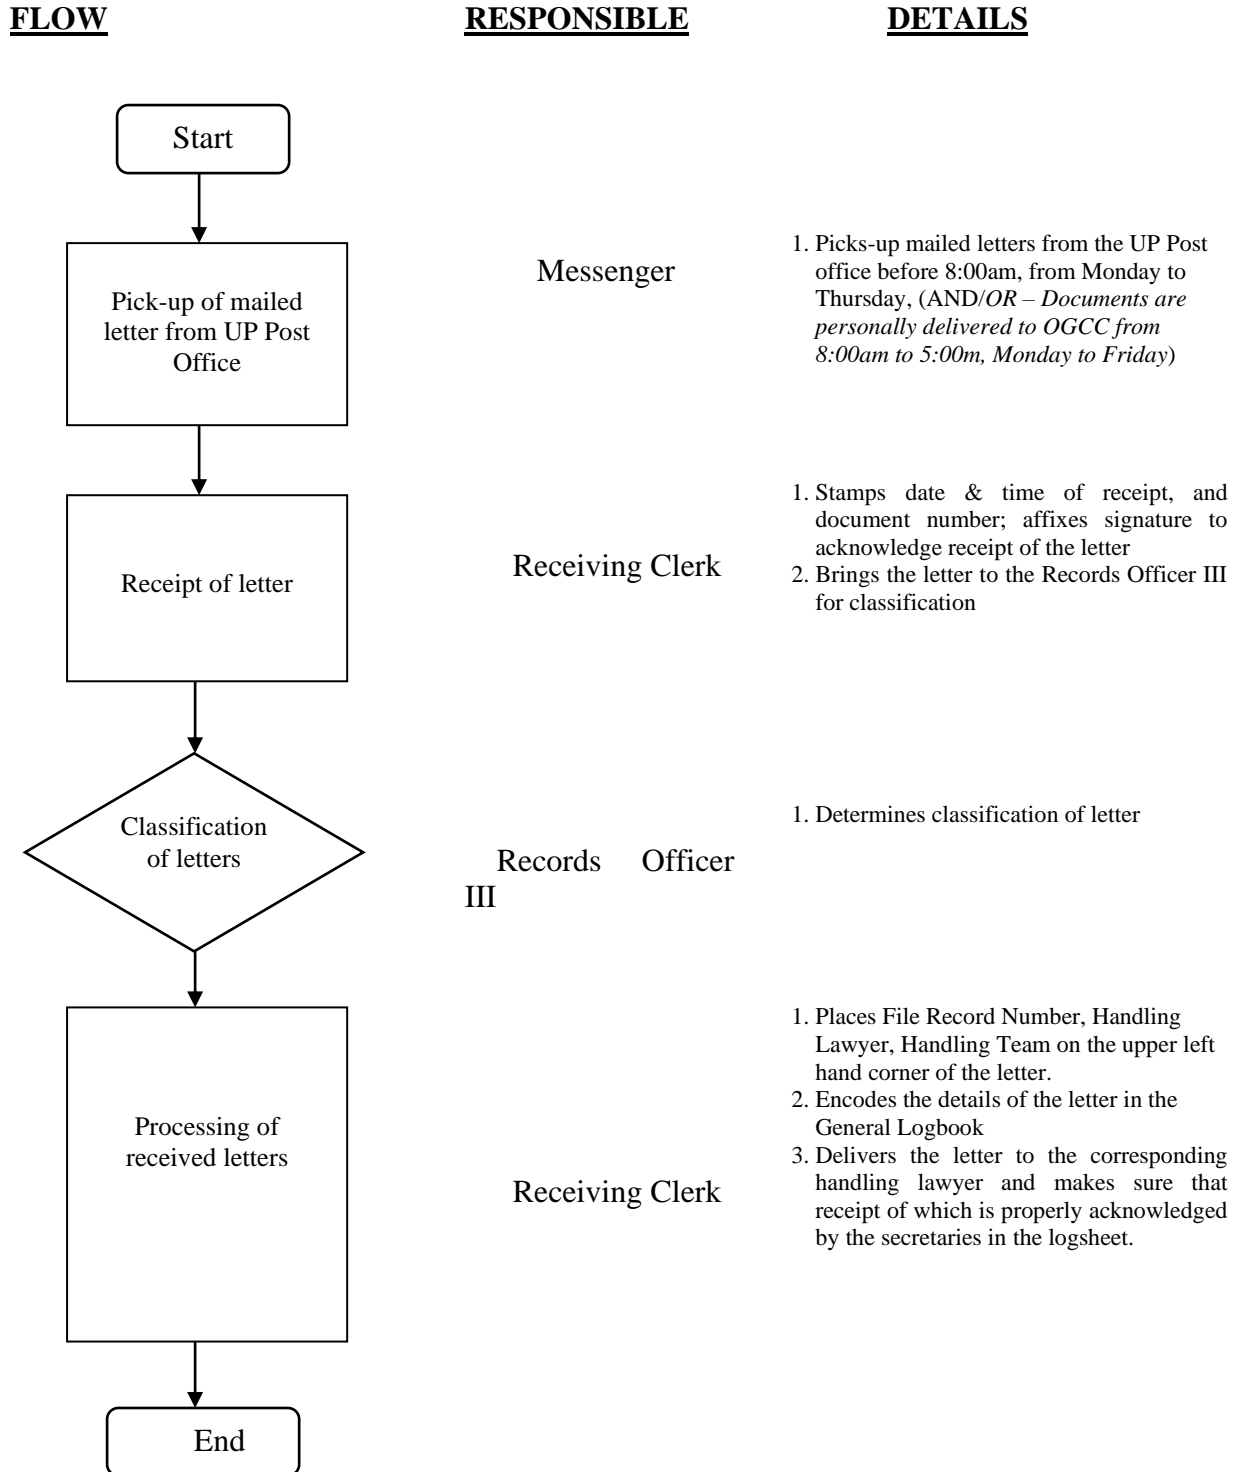 FLOW RESPONSIBLE DETAILS
Start
Pick-up of mailed
letter from UP Post
Office
Messenger
1. Picks-up mailed letters from the UP Post
office before 8:00am, from Monday to
Thursday, (AND/OR – Documents are
personally delivered to OGCC from
8:00am to 5:00m, Monday to Friday)
Receipt of letter
Receiving Clerk
1. Stamps date & time of receipt, and
document number; affixes signature to
acknowledge receipt of the letter
2. Brings the letter to the Records Officer III
for classification
Classification
of letters
Records Officer
III
1. Determines classification of letter
Processing of
received letters
Receiving Clerk
1. Places File Record Number, Handling
Lawyer, Handling Team on the upper left
hand corner of the letter.
2. Encodes the details of the letter in the
General Logbook
3. Delivers the letter to the corresponding
handling lawyer and makes sure that
receipt of which is properly acknowledged
by the secretaries in the logsheet.
End